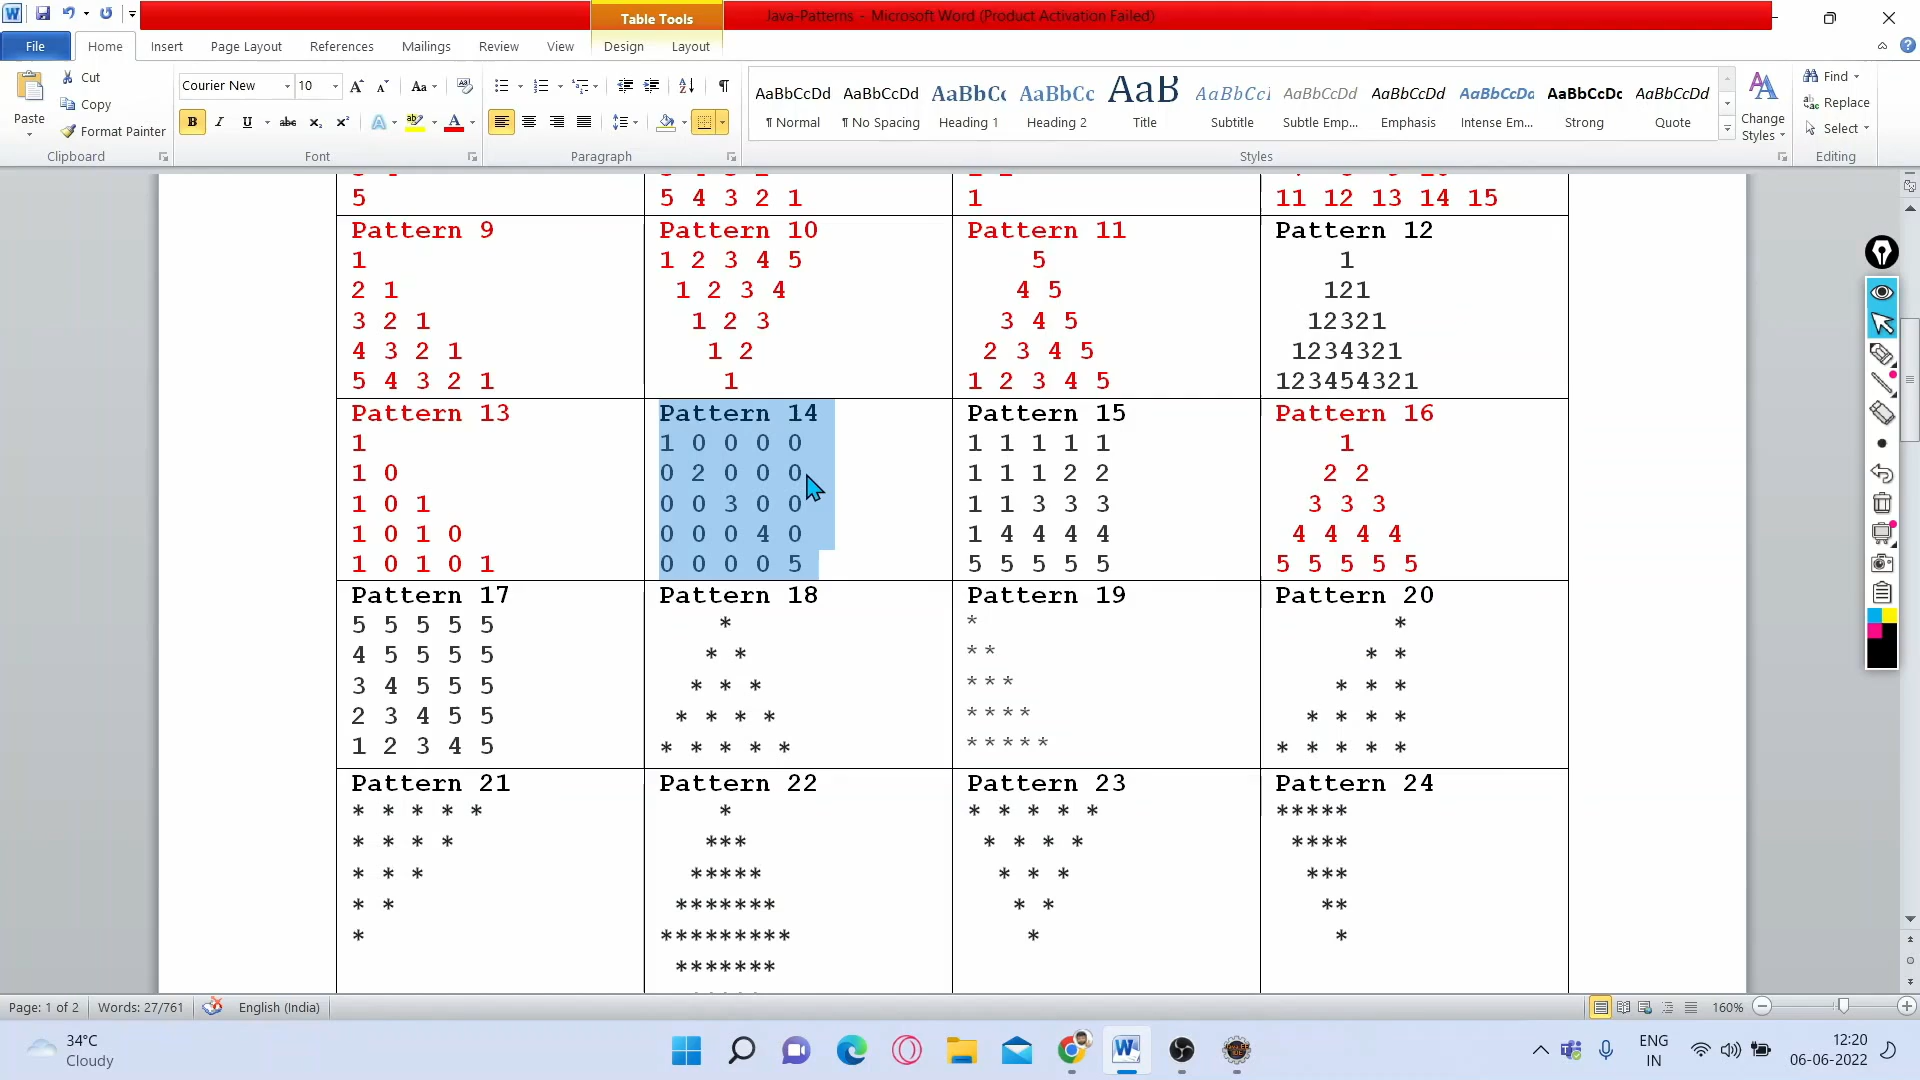 Table Tools
Java-Patterns - Microsoft Word (Product Activation Failed)
File Home Insert Page Layout References Mailings Review View Design Layout
Paste
Cut
Copy
Format Painter
Clipboard
Courier New 10
Font
Paragraph
AaBbCcDd AaBbCcDd AaBbCc AaBbCc AaB AaBbCcI AaBbCcDd AaBbCcDd AaBbCcDd AaBbCcDc AaBbCcDd
¶ Normal ¶ No Spacing Heading 1 Heading 2 Title Subtitle Subtle Emp... Emphasis Intense Em... Strong Quote
Styles
Change
Styles
Find
Replace
Select
Editing
5 5 4 3 2 1 1 11 12 13 14 15
Pattern 9
1
2 1
3 2 1
4 3 2 1
5 4 3 2 1
Pattern 10
1 2 3 4 5
1 2 3 4
1 2 3
1 2
1
Pattern 11
5
4 5
3 4 5
2 3 4 5
1 2 3 4 5
Pattern 12
1
121
12321
1234321
123454321
Pattern 13
1
1 0
1 0 1
1 0 1 0
1 0 1 0 1
Pattern 14
1 0 0 0 0
0 2 0 0 0
0 0 3 0 0
0 0 0 4 0
0 0 0 0 5
Pattern 15
1 1 1 1 1
1 1 1 2 2
1 1 3 3 3
1 4 4 4 4
5 5 5 5 5
Pattern 16
1
2 2
3 3 3
4 4 4 4
5 5 5 5 5
Pattern 17
5 5 5 5 5
4 5 5 5 5
3 4 5 5 5
2 3 4 5 5
1 2 3 4 5
Pattern 18
*
* *
* * *
* * * *
* * * * *
Pattern 19
*
* *
* * *
* * * *
* * * * *
Pattern 20
*
* *
* * *
* * * *
* * * * *
Pattern 21
* * * * *
* * * *
* * *
* *
*
Pattern 22
*
***
*****
*******
*********
*******
Pattern 23
* * * * *
* * * *
* * *
* *
*
Pattern 24
*****
****
***
**
*
Page: 1 of 2 Words: 27/761 English (India) 160%
34°C
Cloudy
ENG
IN
12:20
06-06-2022